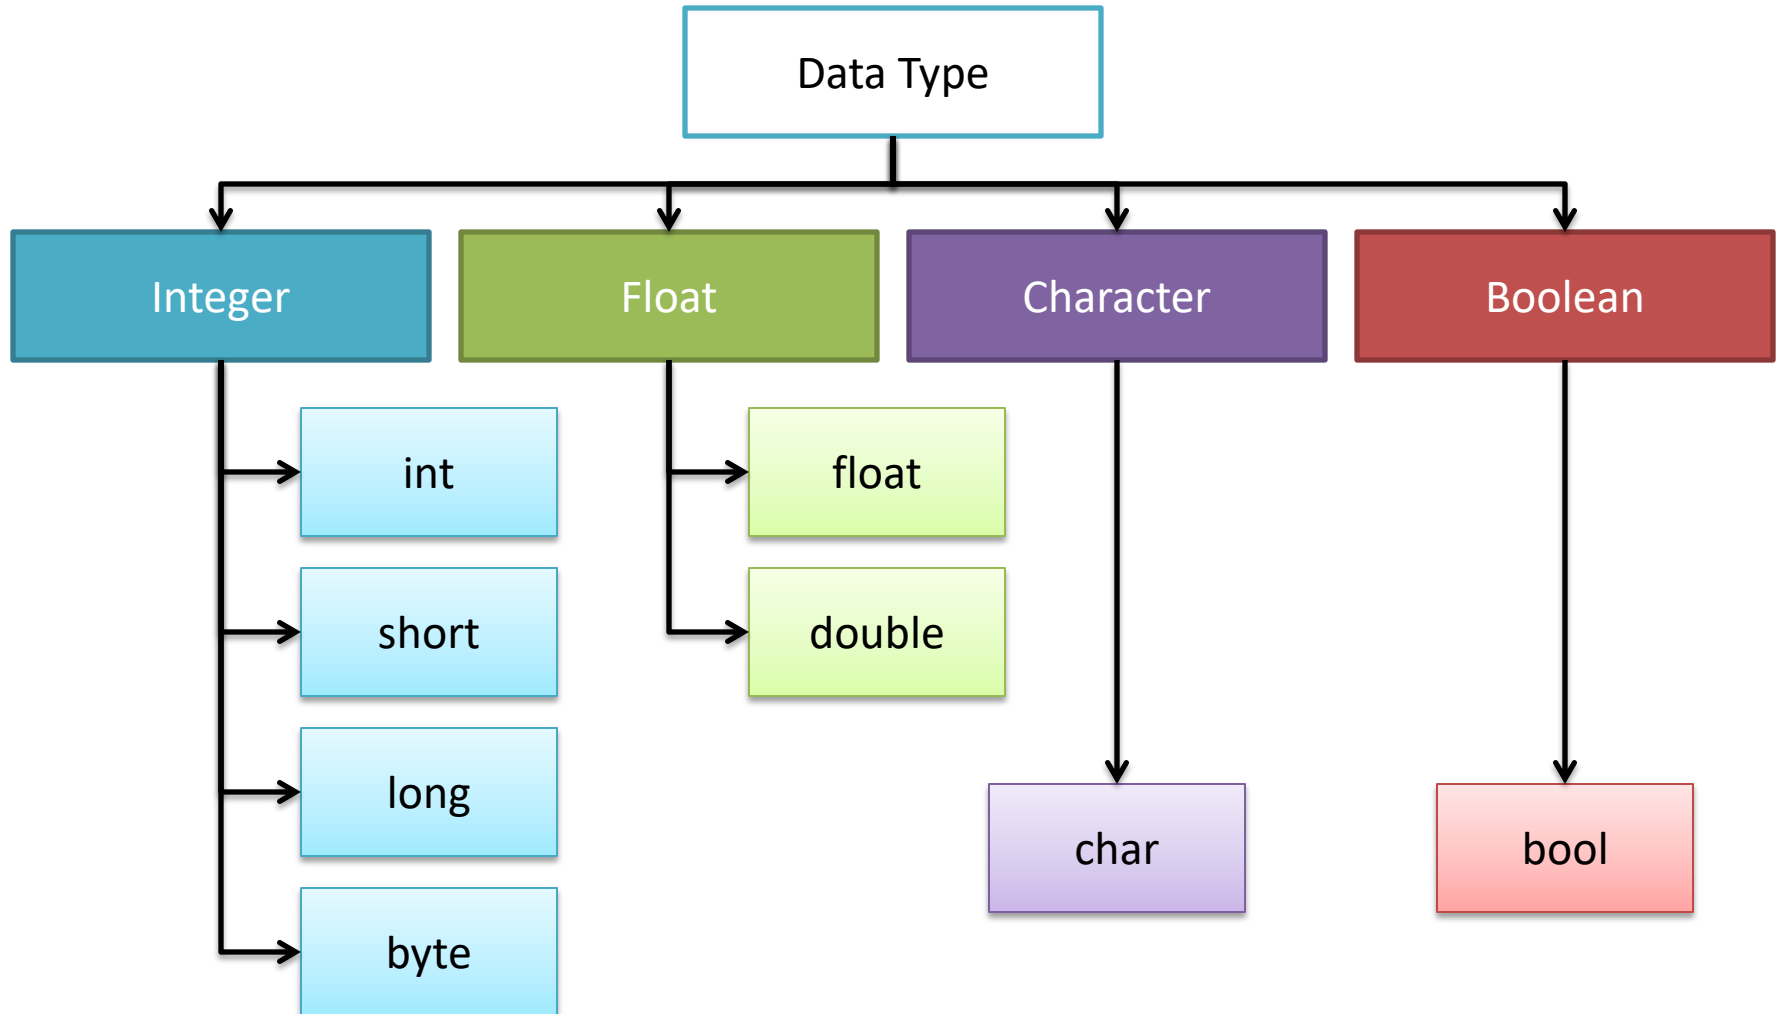 Data Type
Integer
Float
Character
Boolean
int
float
short
double
long
char
bool
byte